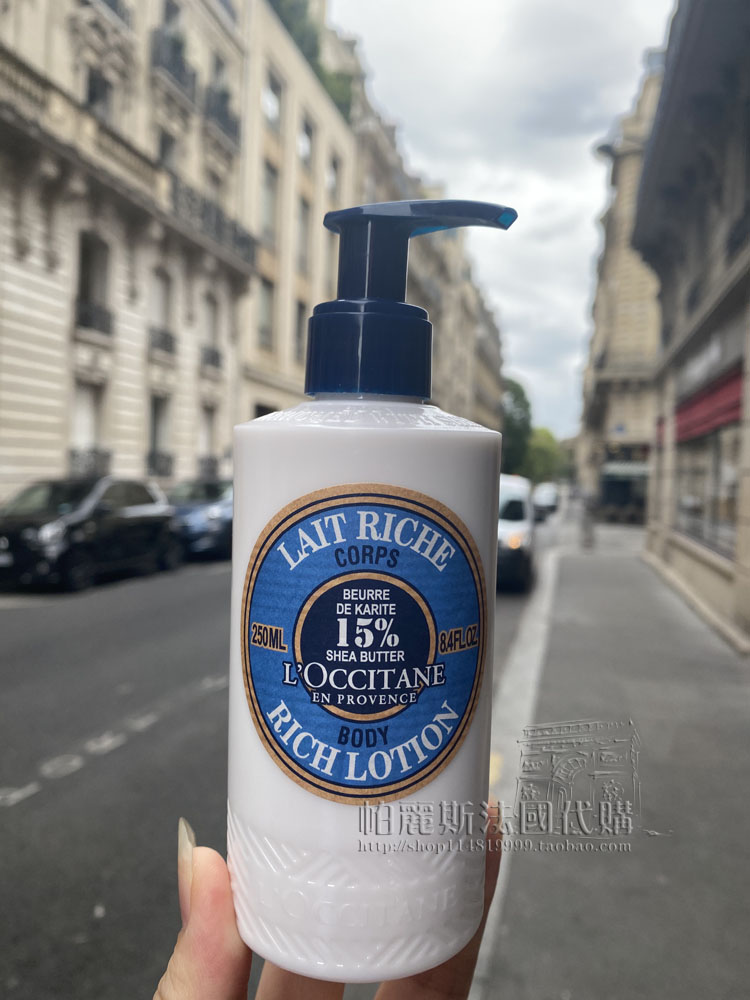 LAIT RICHE
CORPS
BEURRE
DE KARITE
15%
SHEA BUTTER
250ML
8.4FL.OZ
L'OCCITANE
EN PROVENCE
BODY
RICH LOTION
帕麗斯法國代購
http://shop114819999.taobao.com
L'OCCITANE